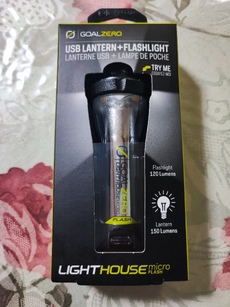 GOALZERO
USB LANTERN+FLASHLIGHT
LANTERNE USB + LAMPE DE POCHE
TRY ME
Flashlight
120 Lumens
Lantern
150 Lumens
FLASH
LIGHTHOUSE micro
FLASH